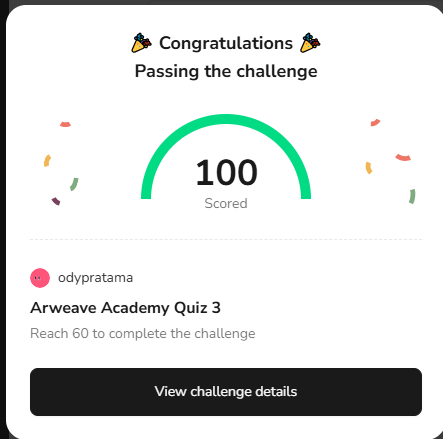 Congratulations
Passing the challenge
100
Scored
odypratama
Arweave Academy Quiz 3
Reach 60 to complete the challenge
View challenge details